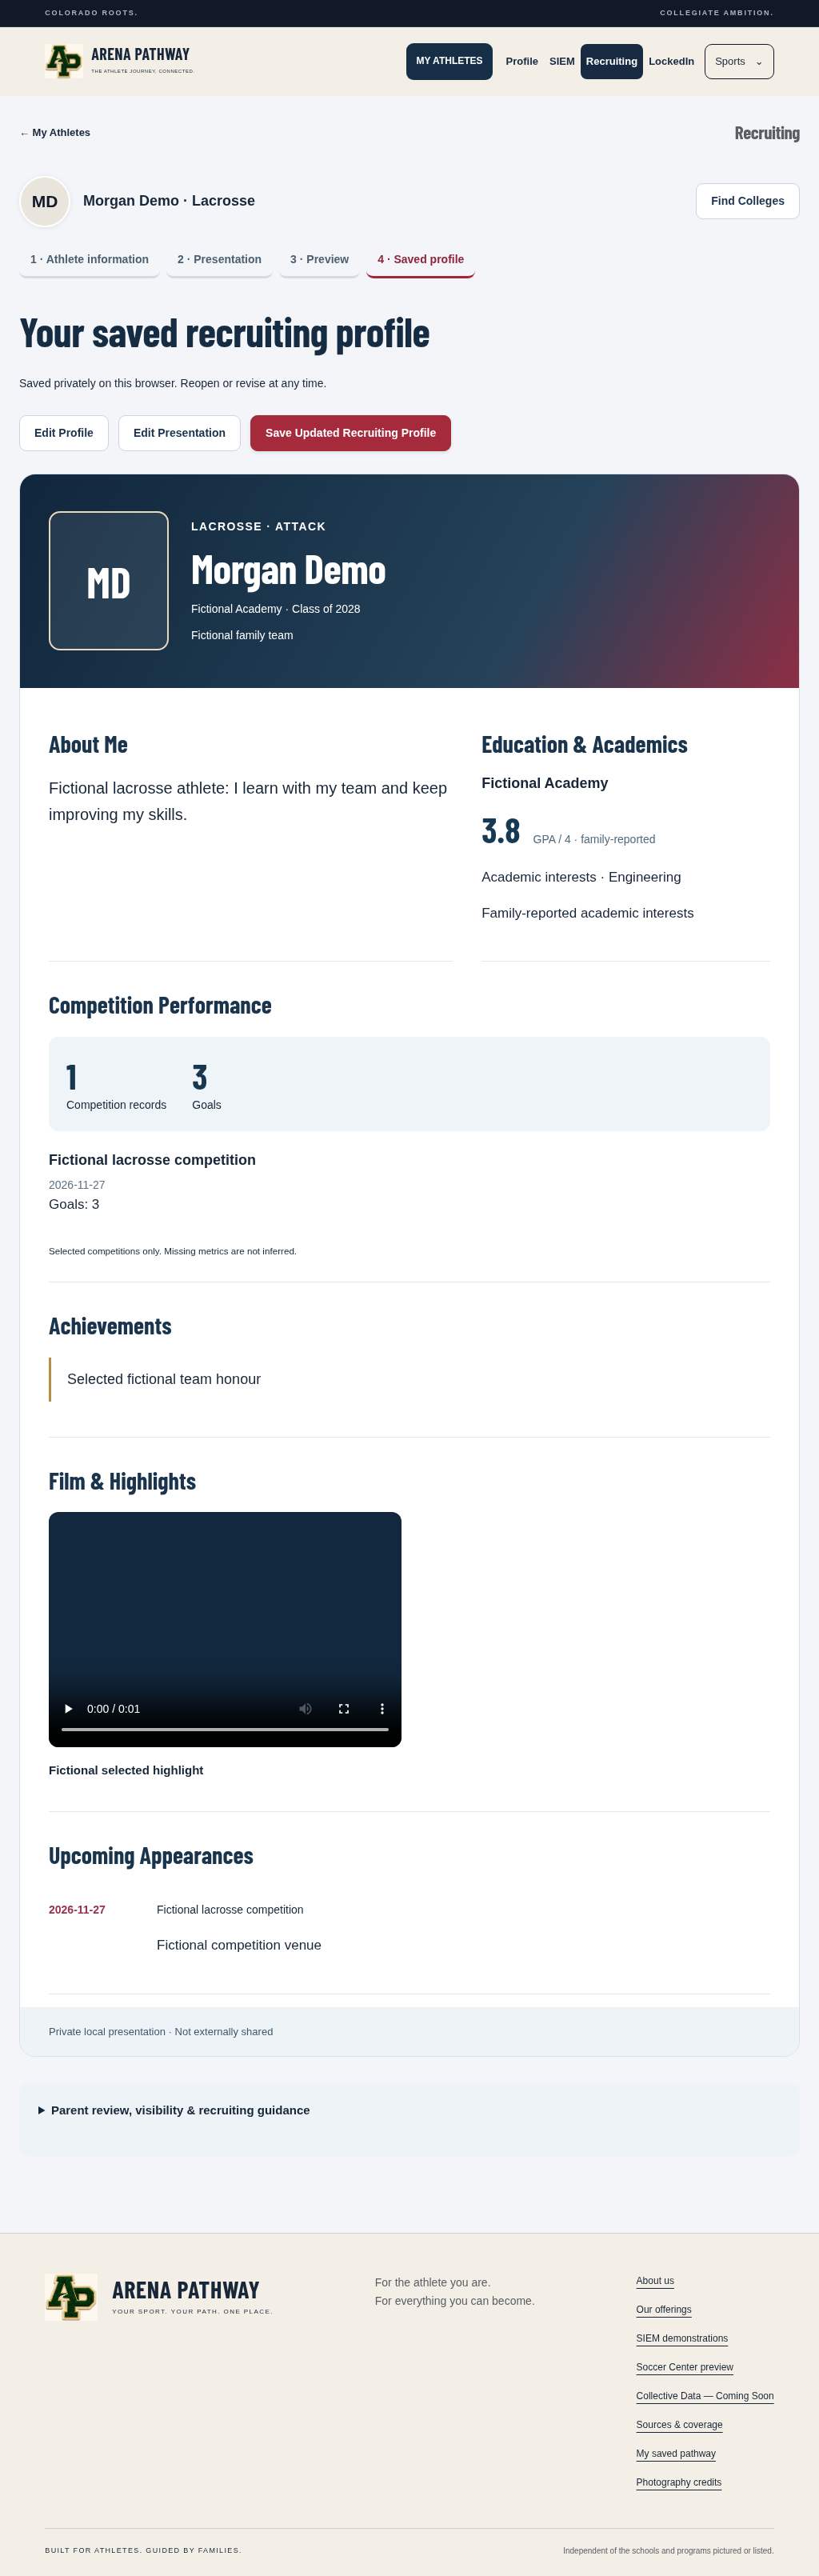 COLORADO ROOTS.
COLLEGIATE AMBITION.
AP
ARENA PATHWAY
THE ATHLETE JOURNEY, CONNECTED.
MY ATHLETES
Profile
SIEM
Recruiting
LockedIn
Sports
← My Athletes
Recruiting
MD
Morgan Demo · Lacrosse
Find Colleges
1 · Athlete information
2 · Presentation
3 · Preview
4 · Saved profile
Your saved recruiting profile
Saved privately on this browser. Reopen or revise at any time.
Edit Profile
Edit Presentation
Save Updated Recruiting Profile
MD
LACROSSE · ATTACK
Morgan Demo
Fictional Academy · Class of 2028
Fictional family team
About Me
Fictional lacrosse athlete: I learn with my team and keep
improving my skills.
Education & Academics
Fictional Academy
3.8 GPA / 4 · family-reported
Academic interests · Engineering
Family-reported academic interests
Competition Performance
1
Competition records
3
Goals
Fictional lacrosse competition
2026-11-27
Goals: 3
Selected competitions only. Missing metrics are not inferred.
Achievements
Selected fictional team honour
Film & Highlights
0:00 / 0:01
Fictional selected highlight
Upcoming Appearances
2026-11-27
Fictional lacrosse competition
Fictional competition venue
Private local presentation · Not externally shared
Parent review, visibility & recruiting guidance
AP
ARENA PATHWAY
YOUR SPORT. YOUR PATH. ONE PLACE.
For the athlete you are.
For everything you can become.
About us
Our offerings
SIEM demonstrations
Soccer Center preview
Collective Data — Coming Soon
Sources & coverage
My saved pathway
Photography credits
BUILT FOR ATHLETES. GUIDED BY FAMILIES.
Independent of the schools and programs pictured or listed.